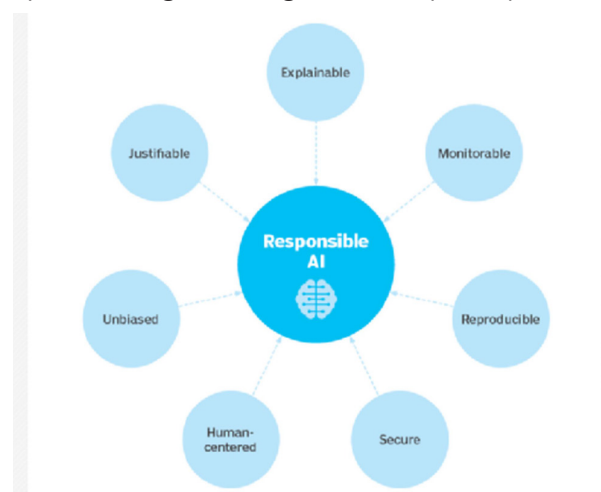 Explainable
Justifiable
Monitorable
Responsible
AI
Unbiased
Reproducible
Human-
centered
Secure